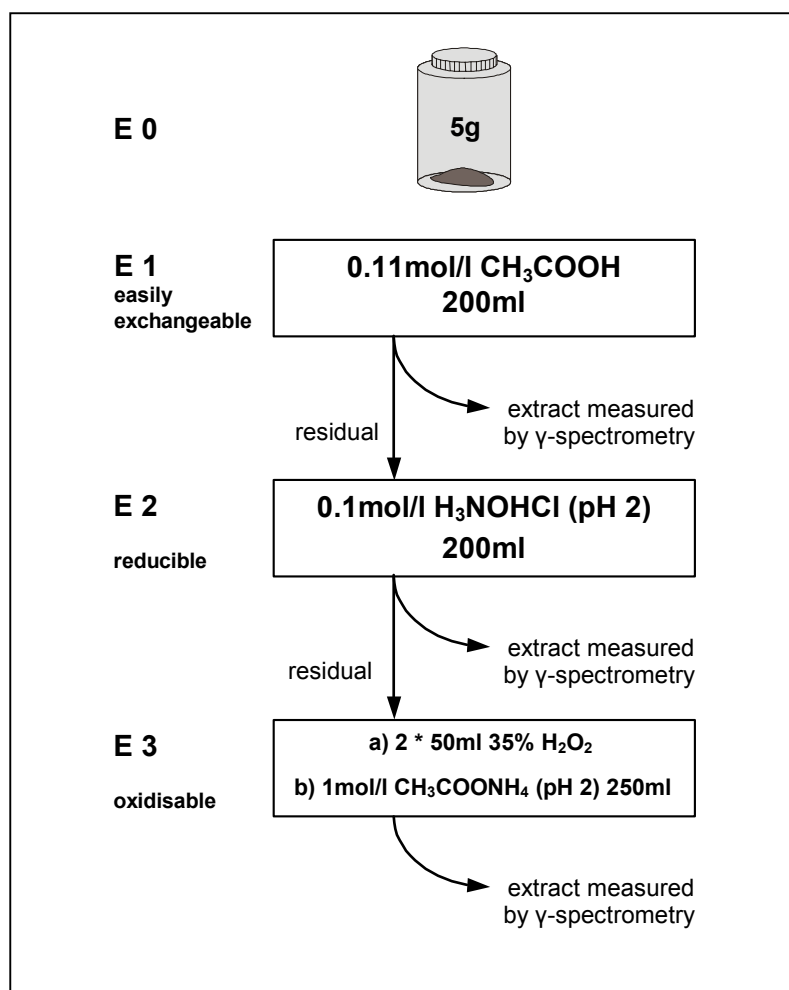 E 0
5g
E 1
easily
exchangeable
0.11mol/l CH₃COOH
200ml
residual
extract measured
by γ-spectrometry
E 2
reducible
0.1mol/l H₃NOHCl (pH 2)
200ml
residual
extract measured
by γ-spectrometry
E 3
oxidisable
a) 2 * 50ml 35% H₂O₂
b) 1mol/l CH₃COONH₄ (pH 2) 250ml
extract measured
by γ-spectrometry